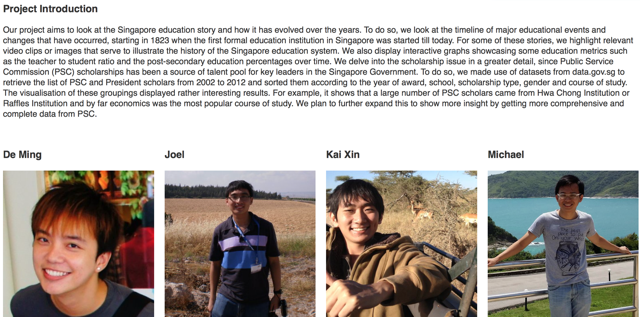 Project Introduction
Our project aims to look at the Singapore education story and how it has evolved over the years. To do so, we look at the timeline of major educational events and
changes that have occurred, starting in 1823 when the first formal education institution in Singapore was started till today. For some of these stories, we highlight relevant
video clips or images that serve to illustrate the history of the Singapore education system. We also display interactive graphs showcasing some education metrics such
as the teacher to student ratio and the post-secondary education percentages over time. We delve into the scholarship issue in a greater detail, since Public Service
Commission (PSC) scholarships has been a source of talent pool for key leaders in the Singapore Government. To do so, we made use of datasets from data.gov.sg to
retrieve the list of PSC and President scholars from 2002 to 2012 and sorted them according to the year of award, school, scholarship type, gender and course of study.
The visualisation of these groupings displayed rather interesting results. For example, it shows that a large number of PSC scholars came from Hwa Chong Institution or
Raffles Institution and by far economics was the most popular course of study. We plan to further expand this to show more insight by getting more comprehensive and
complete data from PSC.
De Ming Joel Kai Xin Michael